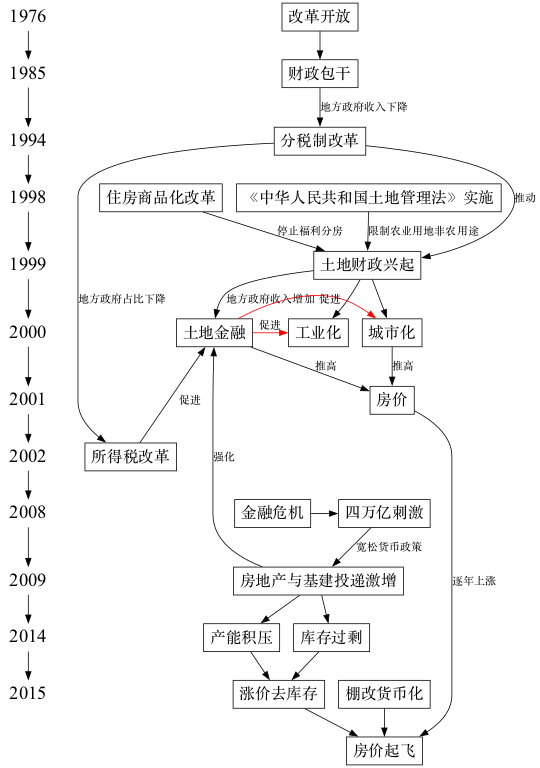 1976
改革开放
1985
财政包干
地方政府收入下降
1994
分税制改革
1998
住房商品化改革
《中华人民共和国土地管理法》实施
推动
停止福利分房
限制农业用地非农用途
1999
土地财政兴起
地方政府占比下降
地方政府收入增加
促进
2000
土地金融
促进
工业化
城市化
推高
推高
2001
房价
促进
2002
所得税改革
强化
2008
金融危机
四万亿刺激
宽松货币政策
2009
房地产与基建投递激增
逐年上涨
2014
产能积压
库存过剩
2015
涨价去库存
棚改货币化
房价起飞